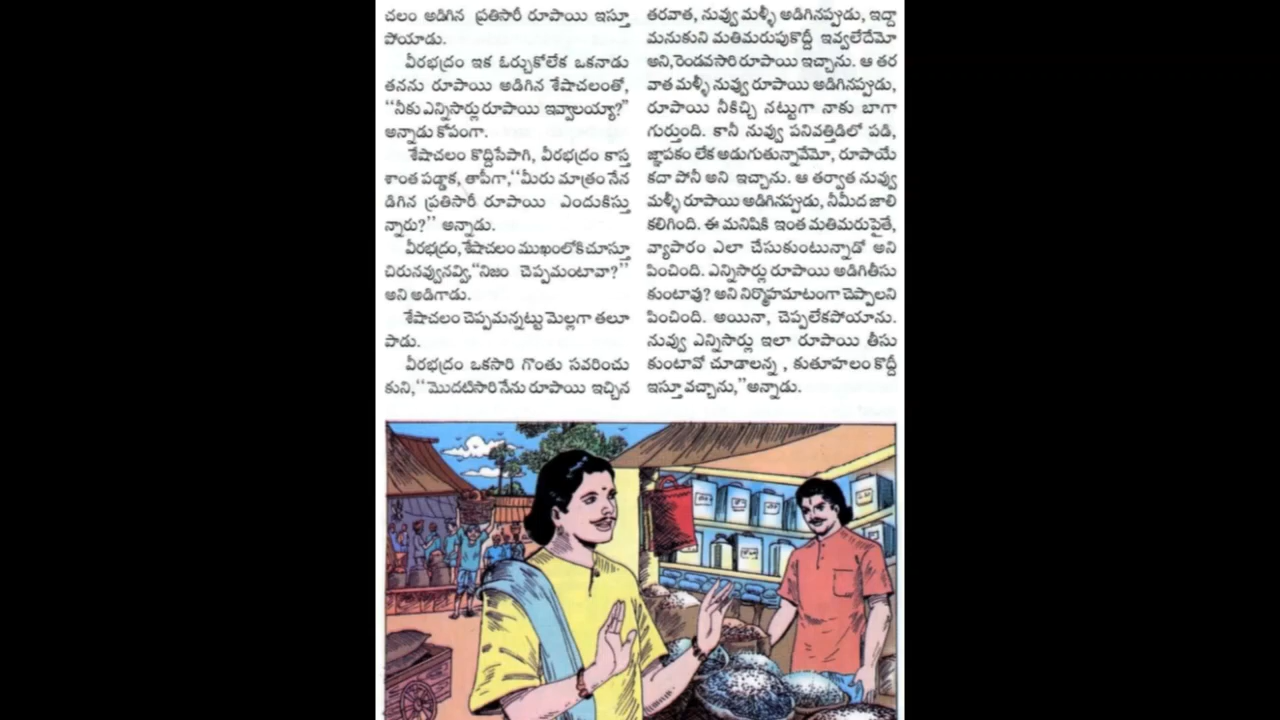 చలం అడిగిన ప్రతిసారీ రూపాయి ఇస్తూ
పోయాడు.
వీరభద్రం ఇక ఓర్చుకోలేక ఒకనాడు
తనను రూపాయి అడిగిన శేషాచలంతో,
‘‘నీకు ఎన్నిసార్లు రూపాయి ఇవ్వాలయ్యా?’’
అన్నాడు కోపంగా.
శేషాచలం కొద్దిసేపాగి, వీరభద్రం కాస్త
శాంత పడ్డాక, తాపీగా,‘‘మీరు మాత్రం నేన
డిగిన ప్రతిసారీ రూపాయి ఎందుకిస్తు
న్నారు?’’ అన్నాడు.
వీరభద్రం, శేషాచలం ముఖంలోకి చూస్తూ
చిరునవ్వునవ్వి,‘‘నిజం చెప్పమంటావా?’’
అని అడిగాడు.
శేషాచలం చెప్పమన్నట్టు మెల్లగా తలూ
పాడు.
వీరభద్రం ఒకసారి గొంతు సవరించు
కుని,‘‘మొదటిసారి నేను రూపాయి ఇచ్చిన
తరవాత, నువ్వు మళ్ళీ అడిగినప్పుడు, ఇద్దా
మనుకుని మతిమరుపుకొద్దీ ఇవ్వలేదేమో
అని,రెండవసారి రూపాయి ఇచ్చాను. ఆ తర
వాత మళ్ళీ నువ్వు రూపాయి అడిగినప్పుడు,
రూపాయి నీకిచ్చి నట్టుగా నాకు బాగా
గుర్తుంది. కానీ నువ్వు పనివత్తిడిలో పడి,
జ్ఞాపకం లేక అడుగుతున్నావేమో, రూపాయే
కదా పోనీ అని ఇచ్చాను. ఆ తర్వాత నువ్వు
మళ్ళీ రూపాయి అడిగినప్పుడు, నీమీద జాలి
కలిగింది. ఈ మనిషికి ఇంత మతిమరుపైతే,
వ్యాపారం ఎలా చేసుకుంటున్నాడో అని
పించింది. ఎన్నిసార్లు రూపాయి అడిగితీసు
కుంటావు? అని నిర్మొహమాటంగా చెప్పాలని
పించింది. అయినా, చెప్పలేకపోయాను.
నువ్వు ఎన్నిసార్లు ఇలా రూపాయి తీసు
కుంటావో చూడాలన్న , కుతూహలం కొద్దీ
ఇస్తూ వచ్చాను,’’అన్నాడు.